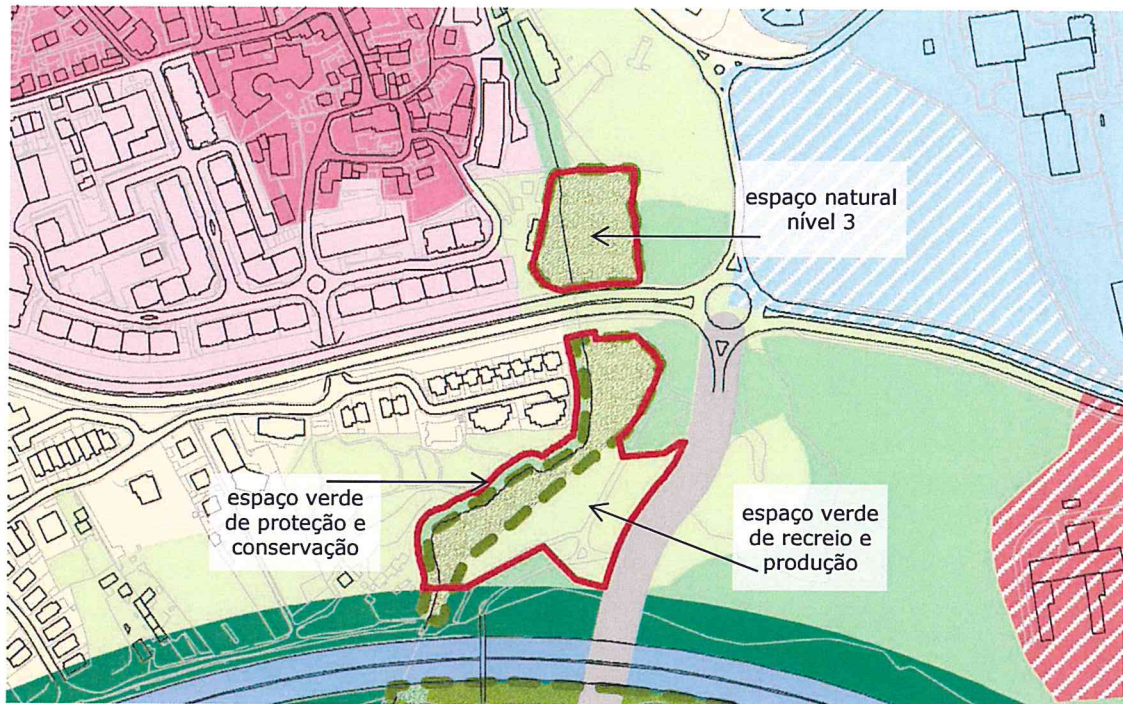 espaço natural
nível 3
espaço verde
de proteção e
conservação
espaço verde
de recreio e
produção